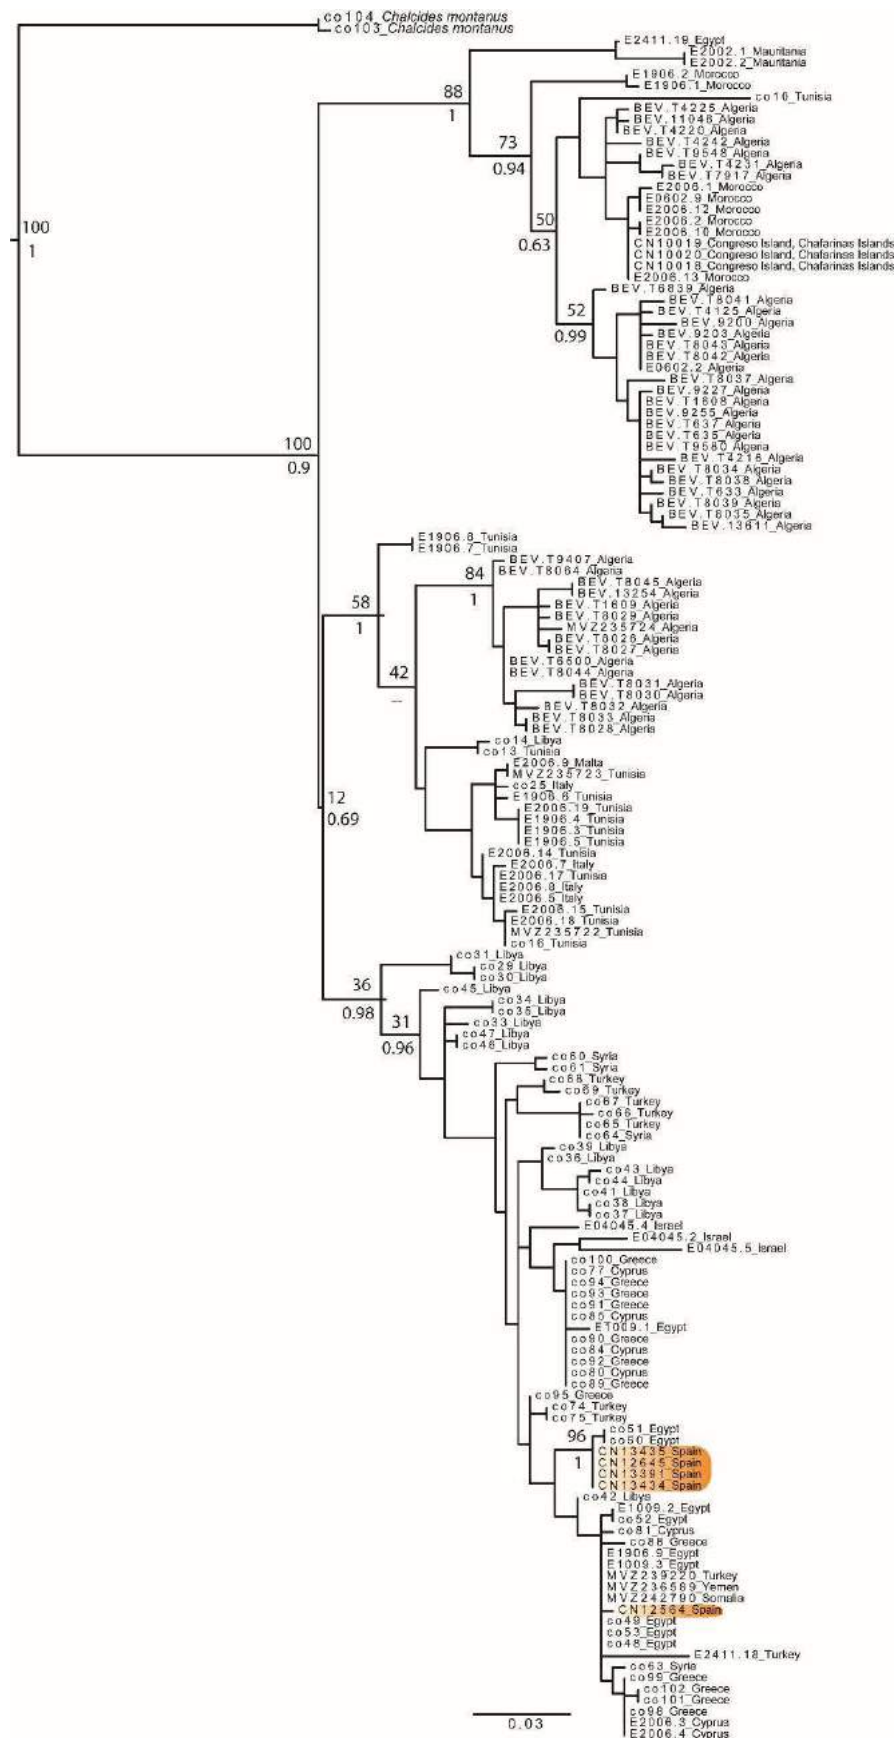 co104_Chalcides montanus
co103_Chalcides montanus
E2411.19_Egypt
E2002.1_Mauritania
E2002.2_Mauritania
E1906.2_Morocco
E1906.1_Morocco
88
1
co10_Tunisia
BEV.T4225_Algeria
BEV.11046_Algeria
BEV.T4220_Algeria
BEV.T4242_Algeria
73
0.94
BEV.T9548_Algeria
BEV.T4231_Algeria
BEV.T7917_Algeria
E2006.1_Morocco
E0602.9_Morocco
E2006.12_Morocco
50
0.63
E2006.2_Morocco
E2006.10_Morocco
100
1
CN10019_Congreso Island, Chafarinas Islands
CN10020_Congreso Island, Chafarinas Islands
CN10018_Congreso Island, Chafarinas Islands
E2006.13_Morocco
BEV.T6839_Algeria
BEV.T8041_Algeria
52
0.99
BEV.T4125_Algeria
BEV.9200_Algeria
BEV.9203_Algeria
BEV.T8043_Algeria
BEV.T8042_Algeria
E0602.2_Algeria
BEV.T8037_Algeria
BEV.9227_Algeria
BEV.T1608_Algeria
BEV.9255_Algeria
BEV.T637_Algeria
BEV.T635_Algeria
100
0.9
BEV.T9580_Algeria
BEV.T4216_Algeria
BEV.T8034_Algeria
BEV.T8038_Algeria
BEV.T633_Algeria
BEV.T8039_Algeria
BEV.T8035_Algeria
BEV.13611_Algeria
E1906.8_Tunisia
E1906.7_Tunisia
BEV.T9407_Algeria
BEV.T8064_Algeria
84
1
BEV.T8045_Algeria
BEV.13254_Algeria
58
1
BEV.T1609_Algeria
BEV.T8029_Algeria
MVZ235724_Algeria
BEV.T8026_Algeria
BEV.T8027_Algeria
BEV.T6500_Algeria
BEV.T8044_Algeria
42
--
BEV.T8031_Algeria
BEV.T8030_Algeria
BEV.T8032_Algeria
BEV.T8033_Algeria
BEV.T8028_Algeria
co14_Libya
co13_Tunisia
E2006.9_Malta
MVZ235723_Tunisia
co25_Italy
E1906.6_Tunisia
12
0.69
E2006.19_Tunisia
E1906.4_Tunisia
E1906.3_Tunisia
E1906.5_Tunisia
E2006.14_Tunisia
E2006.7_Italy
E2006.17_Tunisia
E2006.8_Italy
E2006.5_Italy
E2006.15_Tunisia
E2006.18_Tunisia
MVZ235722_Tunisia
co16_Tunisia
co31_Libya
co29_Libya
co30_Libya
36
0.98
co45_Libya
co34_Libya
co35_Libya
31
0.96
co33_Libya
co47_Libya
co46_Libya
co60_Syria
co61_Syria
co68_Turkey
co69_Turkey
co67_Turkey
co66_Turkey
co65_Turkey
co64_Syria
co39_Libya
co36_Libya
co43_Libya
co44_Libya
co41_Libya
co38_Libya
co37_Libya
E04045.4_Israel
E04045.2_Israel
E04045.5_Israel
co100_Greece
co77_Cyprus
co94_Greece
co93_Greece
co91_Greece
co85_Cyprus
E1009.1_Egypt
co90_Greece
co84_Cyprus
co92_Greece
co80_Cyprus
co89_Greece
co95_Greece
co74_Turkey
co75_Turkey
96
1
co51_Egypt
co50_Egypt
CN13435_Spain
CN12645_Spain
CN13391_Spain
CN13434_Spain
co42_Libya
E1009.2_Egypt
co52_Egypt
co81_Cyprus
co88_Greece
E1906.9_Egypt
E1009.3_Egypt
MVZ239220_Turkey
MVZ236589_Yemen
MVZ242790_Somalia
CN12564_Spain
co49_Egypt
co53_Egypt
co48_Egypt
E2411.18_Turkey
co63_Syria
co99_Greece
co102_Greece
co101_Greece
co98_Greece
E2006.3_Cyprus
E2006.4_Cyprus
0.03